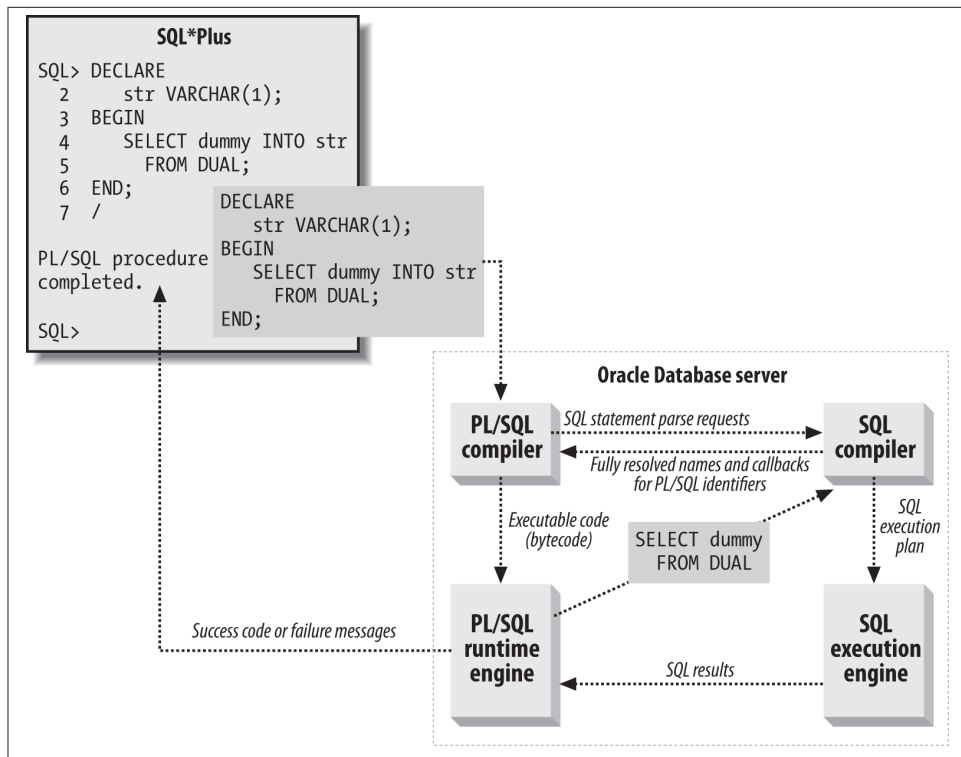 SQL*Plus
SQL> DECLARE
2 str VARCHAR(1);
3 BEGIN
4 SELECT dummy INTO str
5 FROM DUAL;
6 END;
7 /
PL/SQL procedure
completed.
SQL>
DECLARE
str VARCHAR(1);
BEGIN
SELECT dummy INTO str
FROM DUAL;
END;
Oracle Database server
PL/SQL
compiler
SQL statement parse requests
SQL
compiler
Fully resolved names and callbacks
for PL/SQL identifiers
Executable code
(bytecode)
SELECT dummy
FROM DUAL
SQL
execution
plan
Success code or failure messages
PL/SQL
runtime
engine
SQL results
SQL
execution
engine